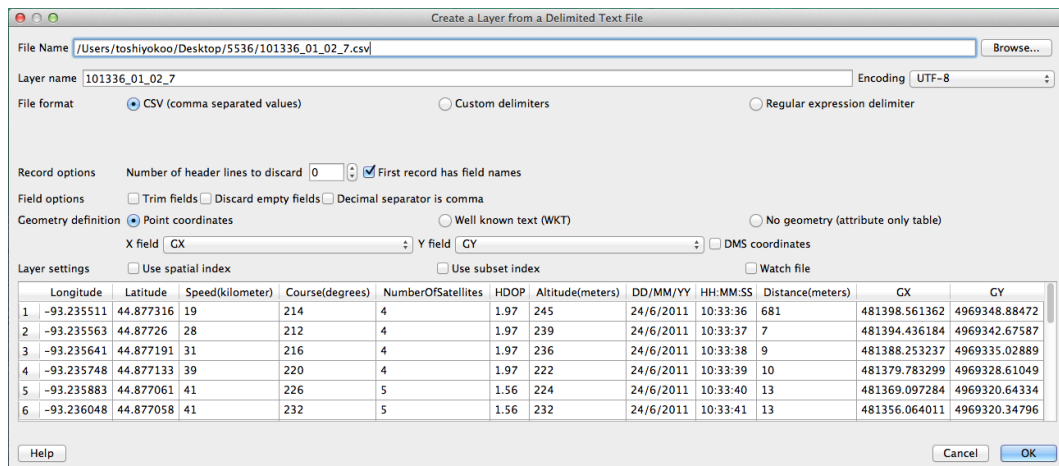 Create a Layer from a Delimited Text File
File Name /Users/toshiyokoo/Desktop/5536/101336_01_02_7.csv Browse...
Layer name 101336_01_02_7 Encoding UTF-8
File format CSV (comma separated values) Custom delimiters Regular expression delimiter
Record options Number of header lines to discard 0 First record has field names
Field options Trim fields Discard empty fields Decimal separator is comma
Geometry definition Point coordinates Well known text (WKT) No geometry (attribute only table)
X field GX Y field GY DMS coordinates
Layer settings Use spatial index Use subset index Watch file
Longitude Latitude Speed(kilometer) Course(degrees) NumberOfSatellites HDOP Altitude(meters) DD/MM/YY HH:MM:SS Distance(meters) GX GY
1 -93.235511 44.877316 19 214 4 1.97 245 24/6/2011 10:33:36 681 481398.561362 4969348.88472
2 -93.235563 44.87726 28 212 4 1.97 239 24/6/2011 10:33:37 7 481394.436184 4969342.67587
3 -93.235641 44.877191 31 216 4 1.97 236 24/6/2011 10:33:38 9 481388.253237 4969335.02889
4 -93.235748 44.877133 39 220 4 1.97 222 24/6/2011 10:33:39 10 481379.783299 4969328.61049
5 -93.235883 44.877061 41 226 5 1.56 224 24/6/2011 10:33:40 13 481369.097284 4969320.64334
6 -93.236048 44.877058 41 232 5 1.56 232 24/6/2011 10:33:41 13 481356.064011 4969320.34796
Help Cancel OK